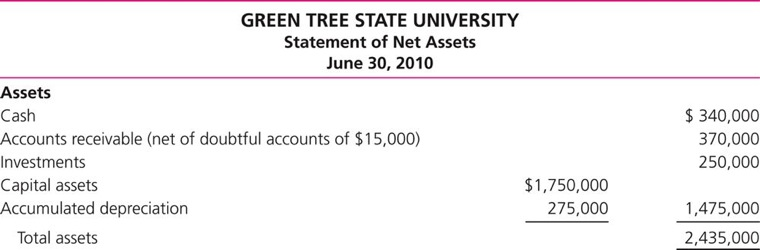 GREEN TREE STATE UNIVERSITY
Statement of Net Assets
June 30, 2010
Assets
Cash $ 340,000
Accounts receivable (net of doubtful accounts of $15,000) 370,000
Investments 250,000
Capital assets $1,750,000
Accumulated depreciation 275,000 1,475,000
Total assets 2,435,000